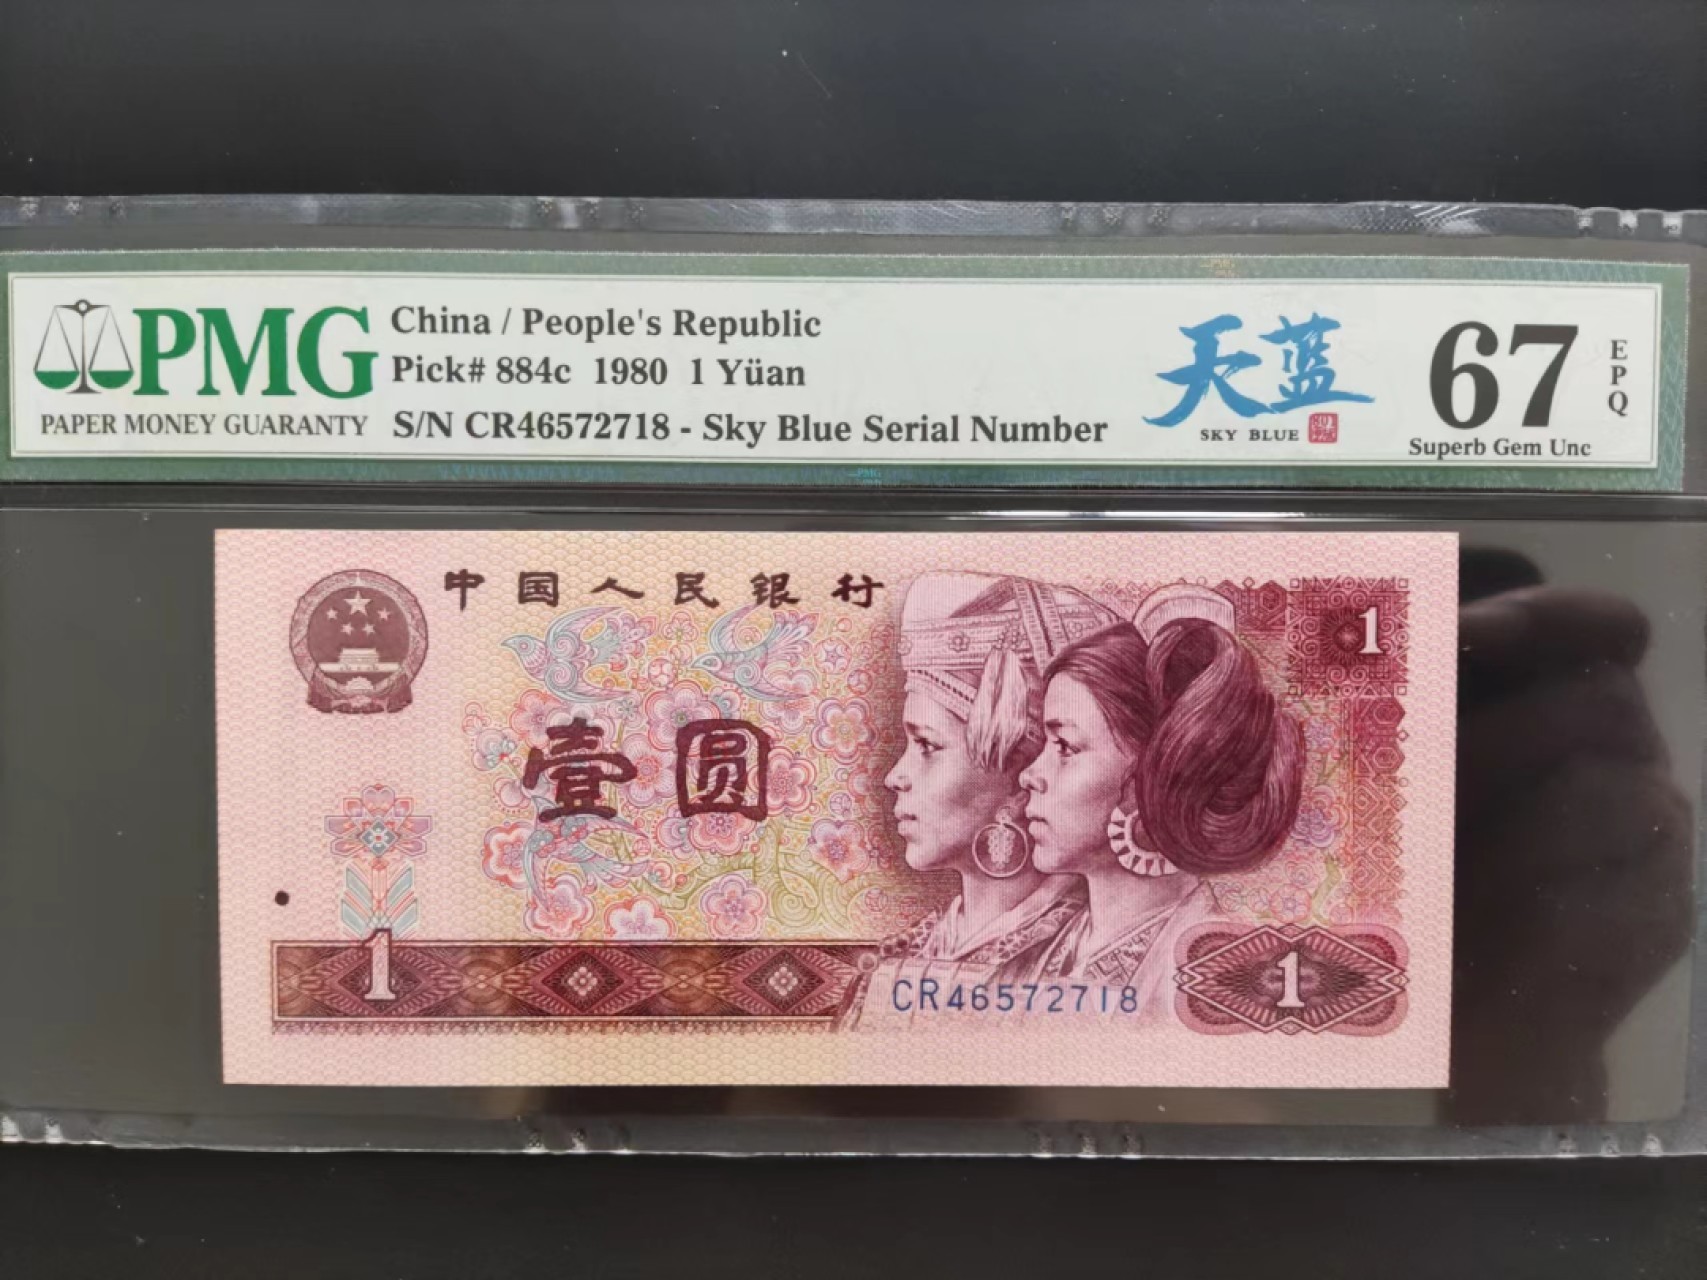 PMG
PAPER MONEY GUARANTY
China / People's Republic
Pick# 884c 1980 1 Yüan
S/N CR46572718 - Sky Blue Serial Number
天蓝
SKY BLUE
67
EPQ
Superb Gem Unc
中国人民银行
1
壹圆
1
CR46572718
1